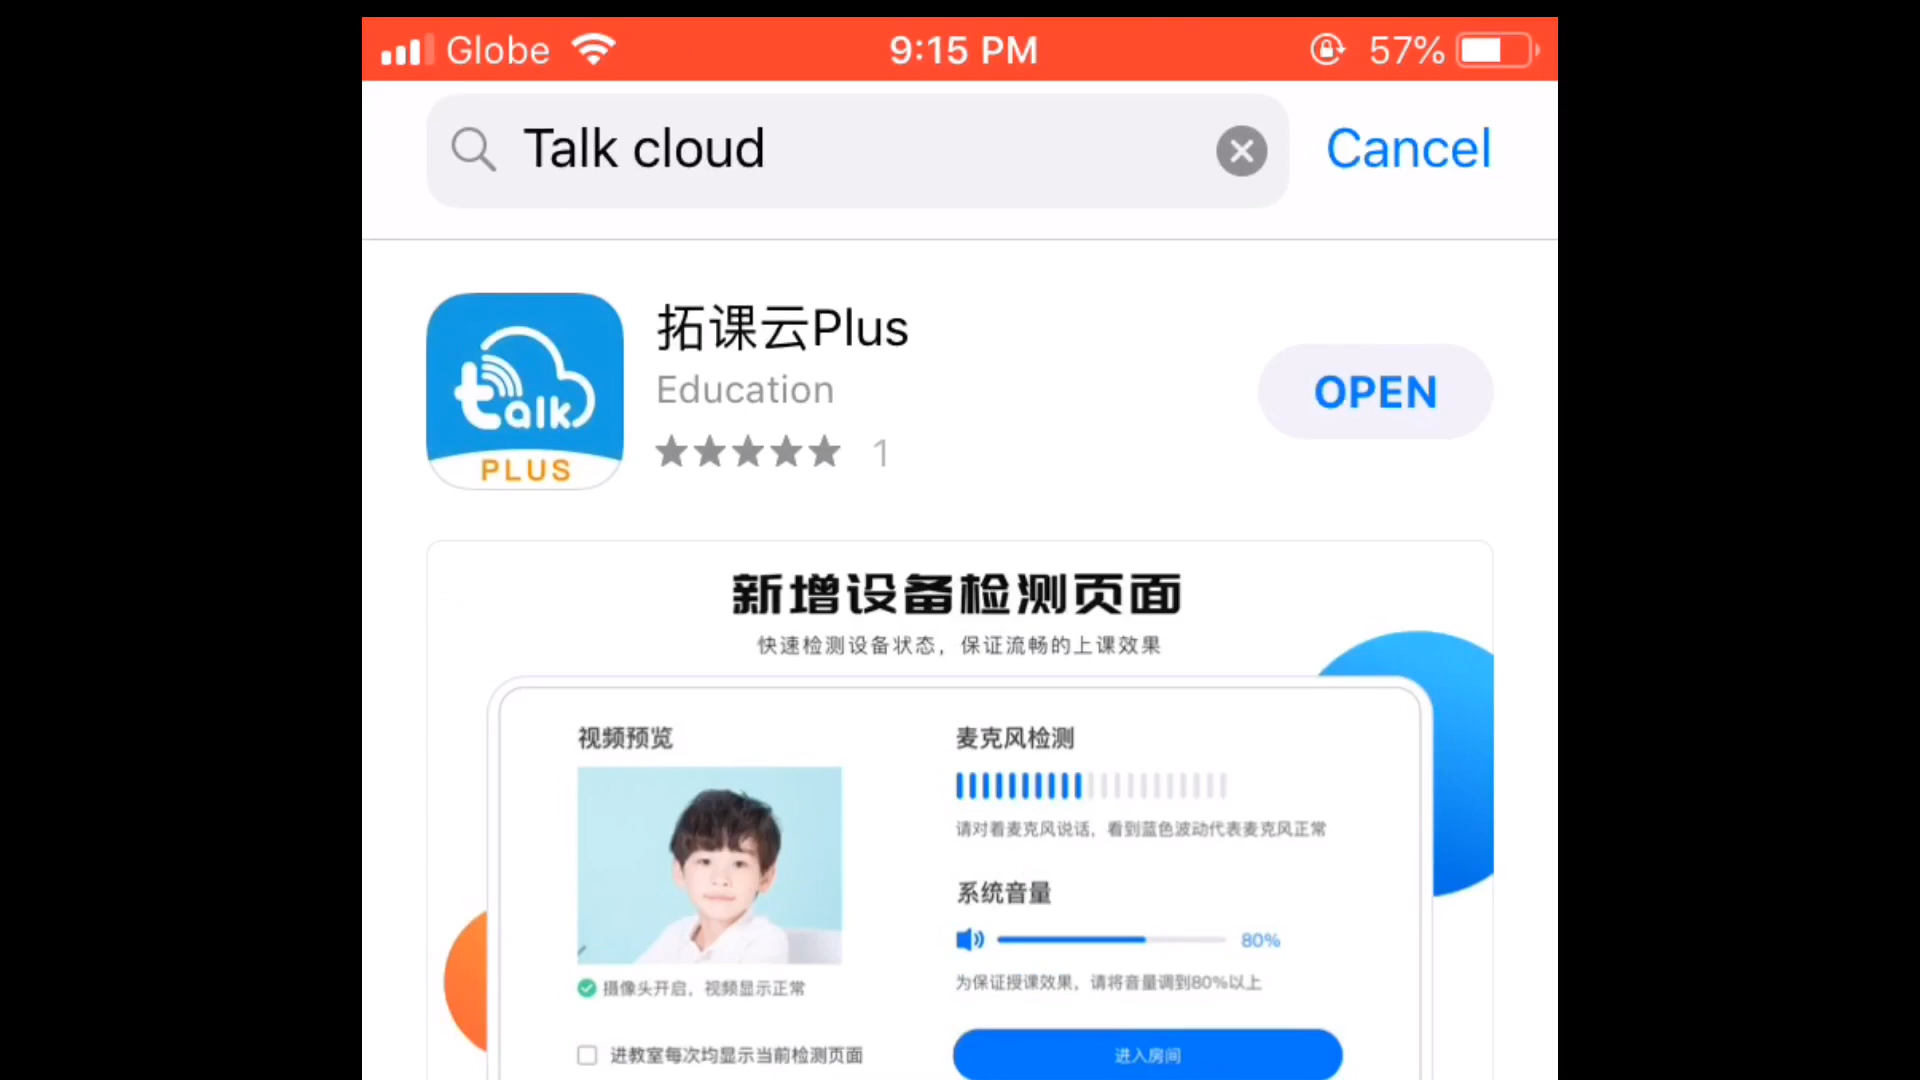 Globe 9:15 PM 57%
Talk cloud Cancel
talk
PLUS
拓课云Plus
Education
1
OPEN
新增设备检测页面
快速检测设备状态，保证流畅的上课效果
视频预览
摄像头开启，视频显示正常
进教室每次均显示当前检测页面
麦克风检测
请对着麦克风说话，看到蓝色波动代表麦克风正常
系统音量
80%
为保证授课效果，请将音量调到80%以上
进入房间